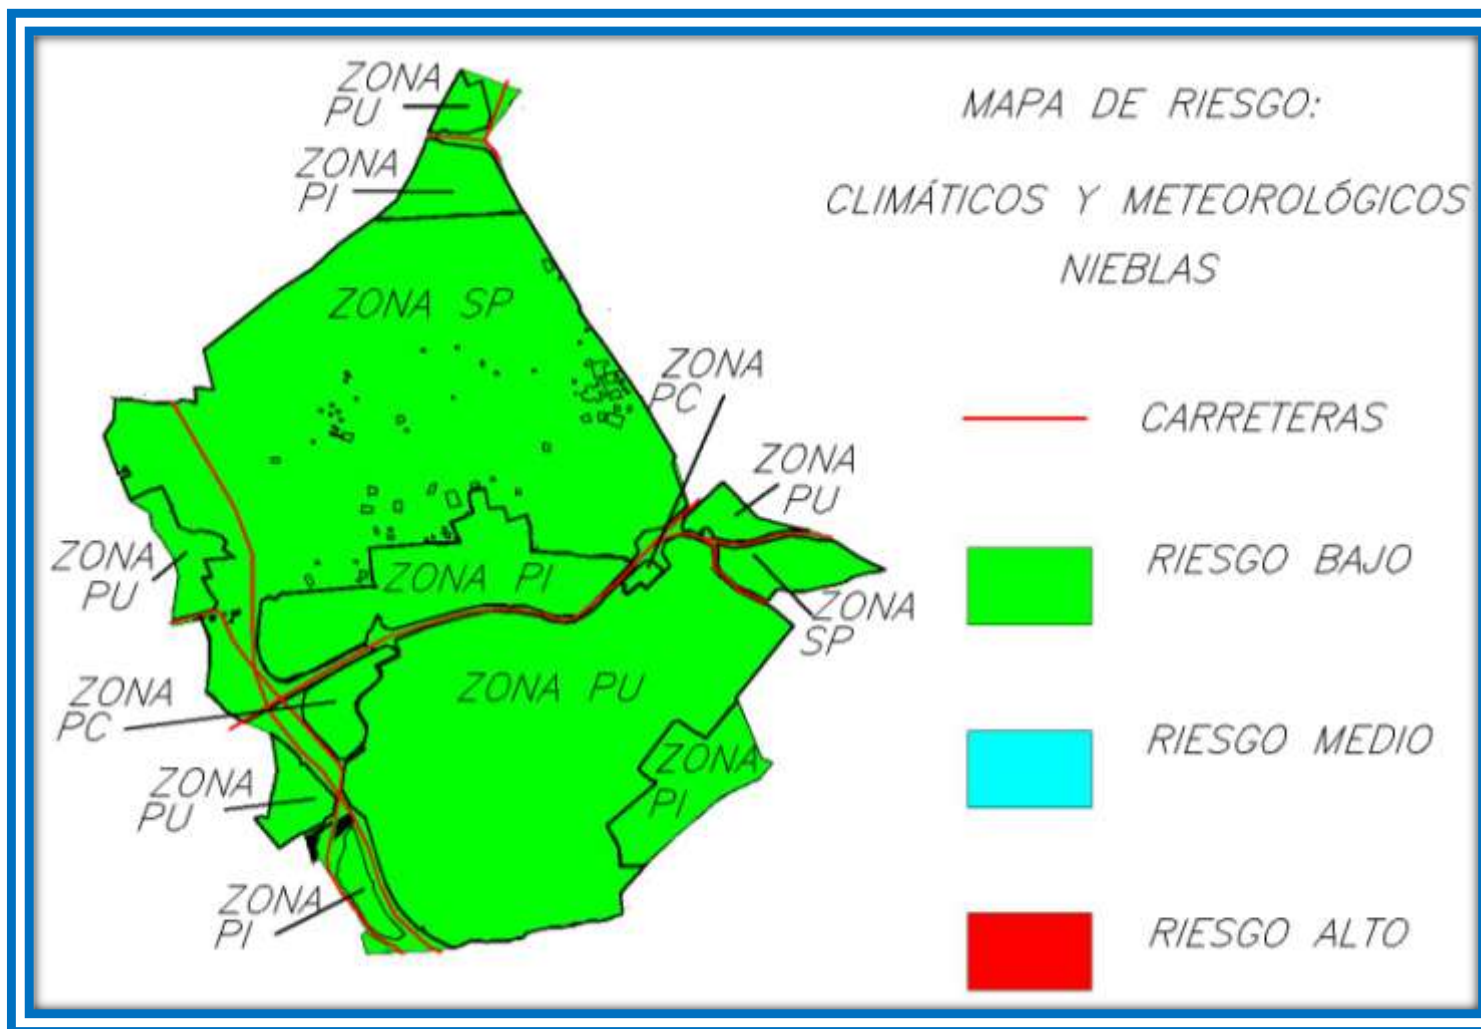 MAPA DE RIESGO:
CLIMÁTICOS Y METEOROLÓGICOS
NIEBLAS
ZONA
PU
ZONA
PI
ZONA SP
ZONA
PC
ZONA
PU
ZONA
PU
ZONA PI
ZONA
SP
ZONA
PC
ZONA PU
ZONA
PU
ZONA
PI
ZONA
PI
CARRETERAS
RIESGO BAJO
RIESGO MEDIO
RIESGO ALTO